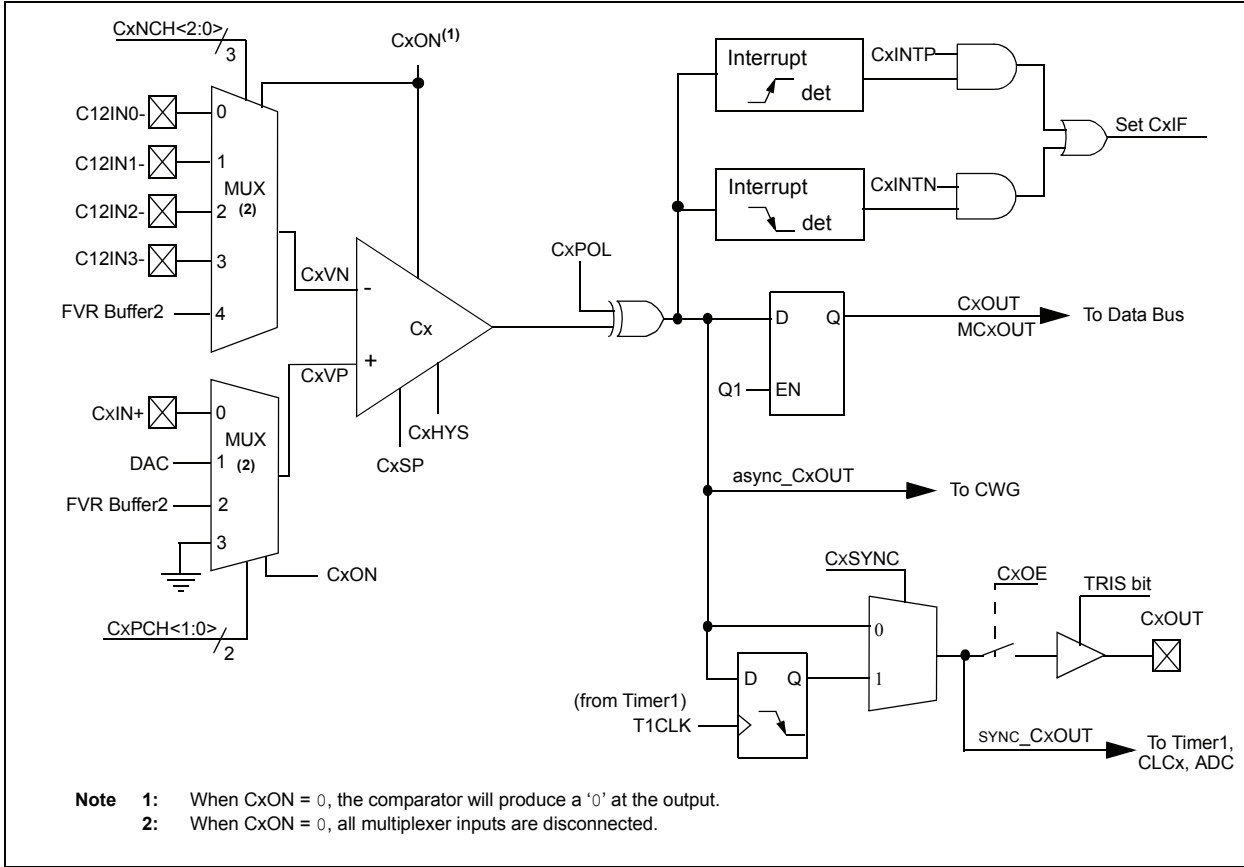 CxNCH<2:0>
3
CxON(1)
C12IN0-
0
C12IN1-
1
MUX
(2)
C12IN2-
2
C12IN3-
3
FVR Buffer2
4
CxVN
-
Cx
+
CxVP
CxIN+
0
MUX
(2)
DAC
1
FVR Buffer2
2
3
CxON
CxPCH<1:0>
2
CxHYS
CxSP
CxPOL
Interrupt
det
CxINTP
Interrupt
det
CxINTN
Set CxIF
D
Q
Q1
EN
CxOUT
MCxOUT
To Data Bus
async_CxOUT
To CWG
CxSYNC
0
1
D
Q
(from Timer1)
T1CLK
CxOE
TRIS bit
CxOUT
SYNC_CxOUT
To Timer1,
CLCx, ADC
Note 1: When CxON = 0, the comparator will produce a ‘0’ at the output.
2: When CxON = 0, all multiplexer inputs are disconnected.